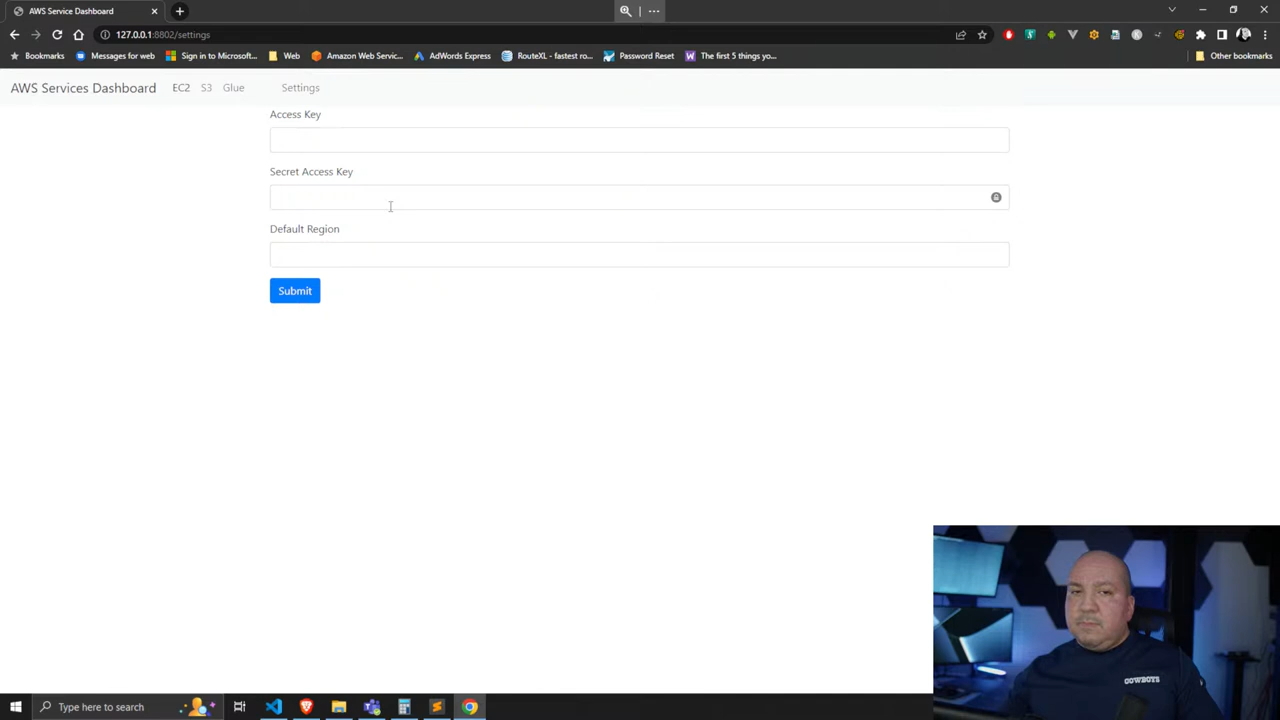 AWS Service Dashboard
127.0.0.1:8802/settings
Bookmarks Messages for web Sign in to Microsoft... Web Amazon Web Servic... AdWords Express RouteXL - fastest ro... Password Reset The first 5 things yo... Other bookmarks
AWS Services Dashboard EC2 S3 Glue Settings
Access Key
Secret Access Key
Default Region
Submit
COWBOYS
Type here to search